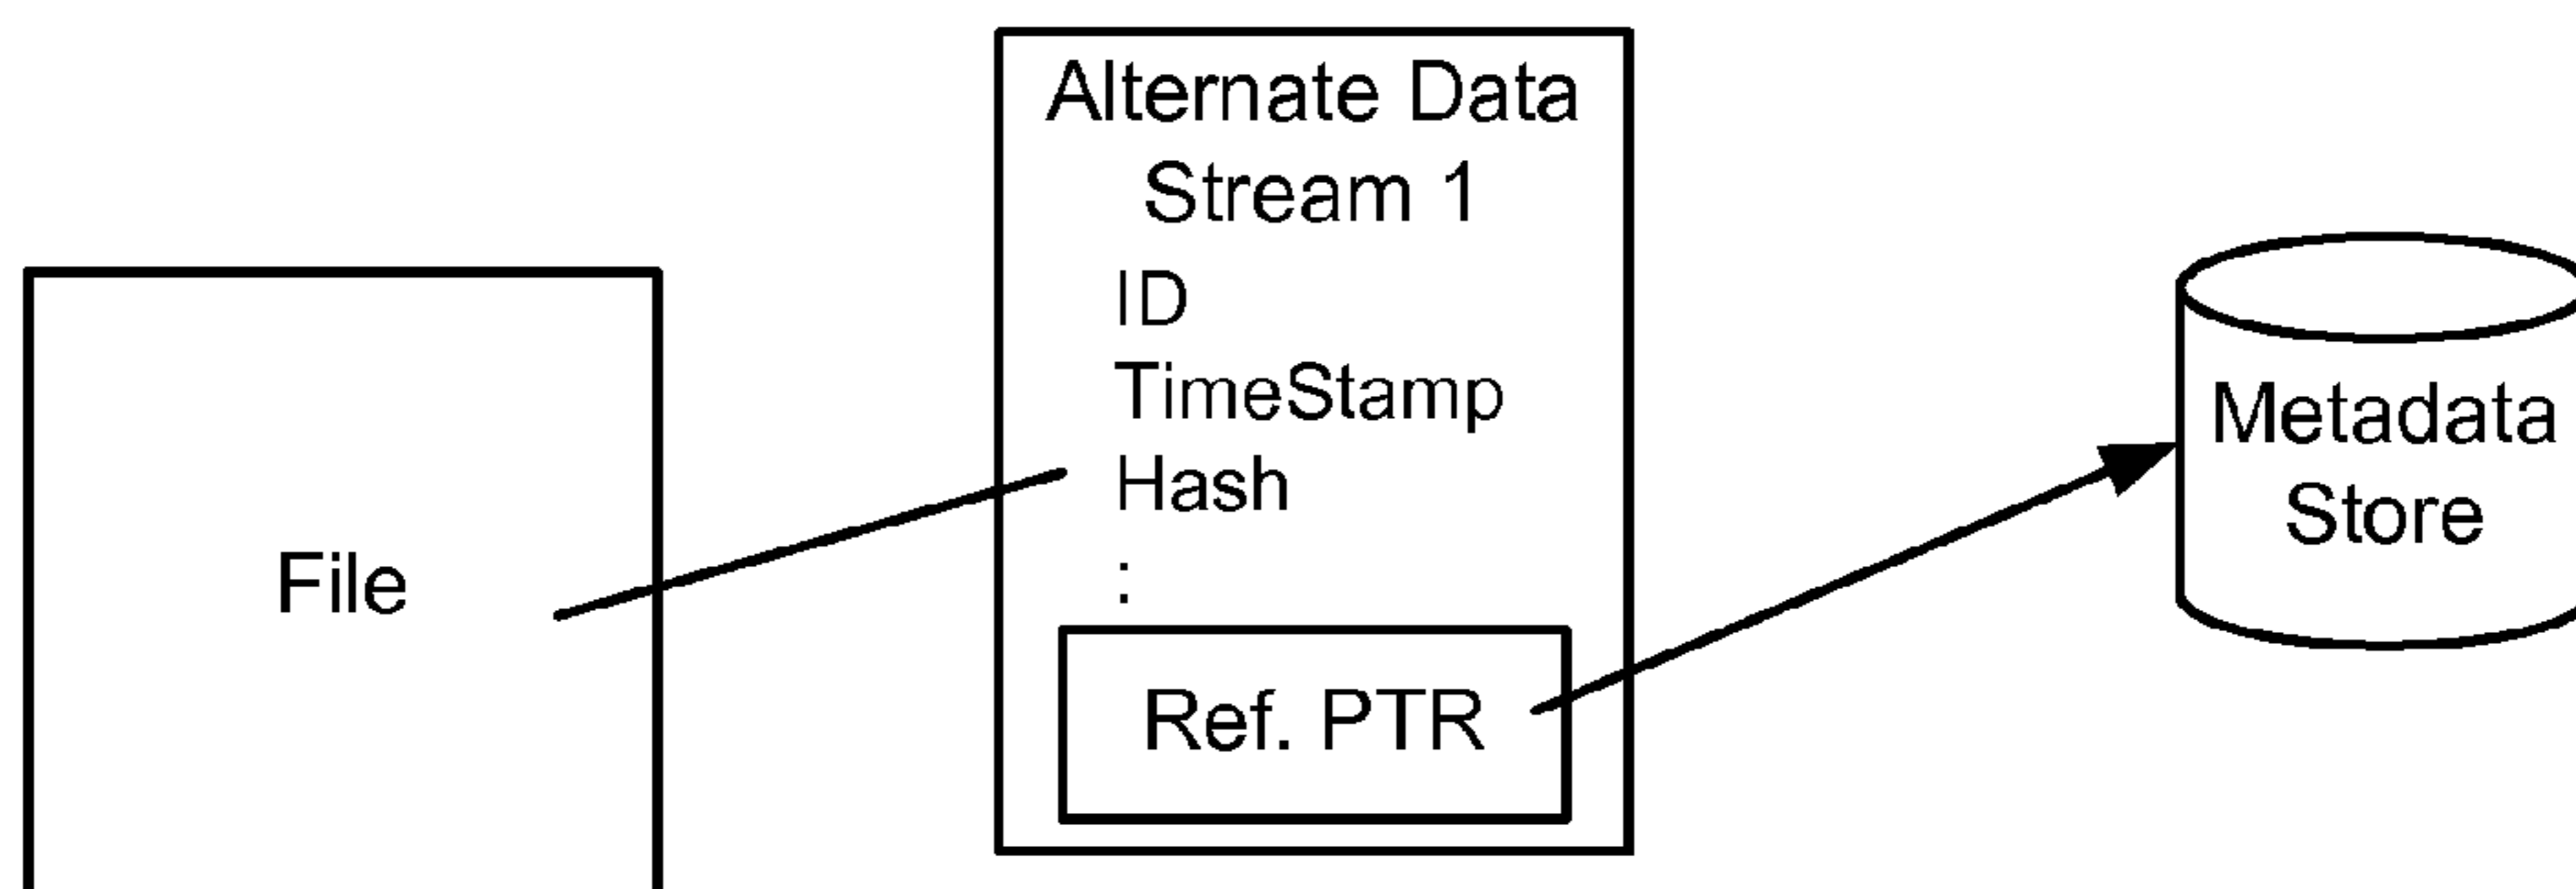 File
Alternate Data
Stream 1
ID
TimeStamp
Hash
:
Ref. PTR
Metadata
Store